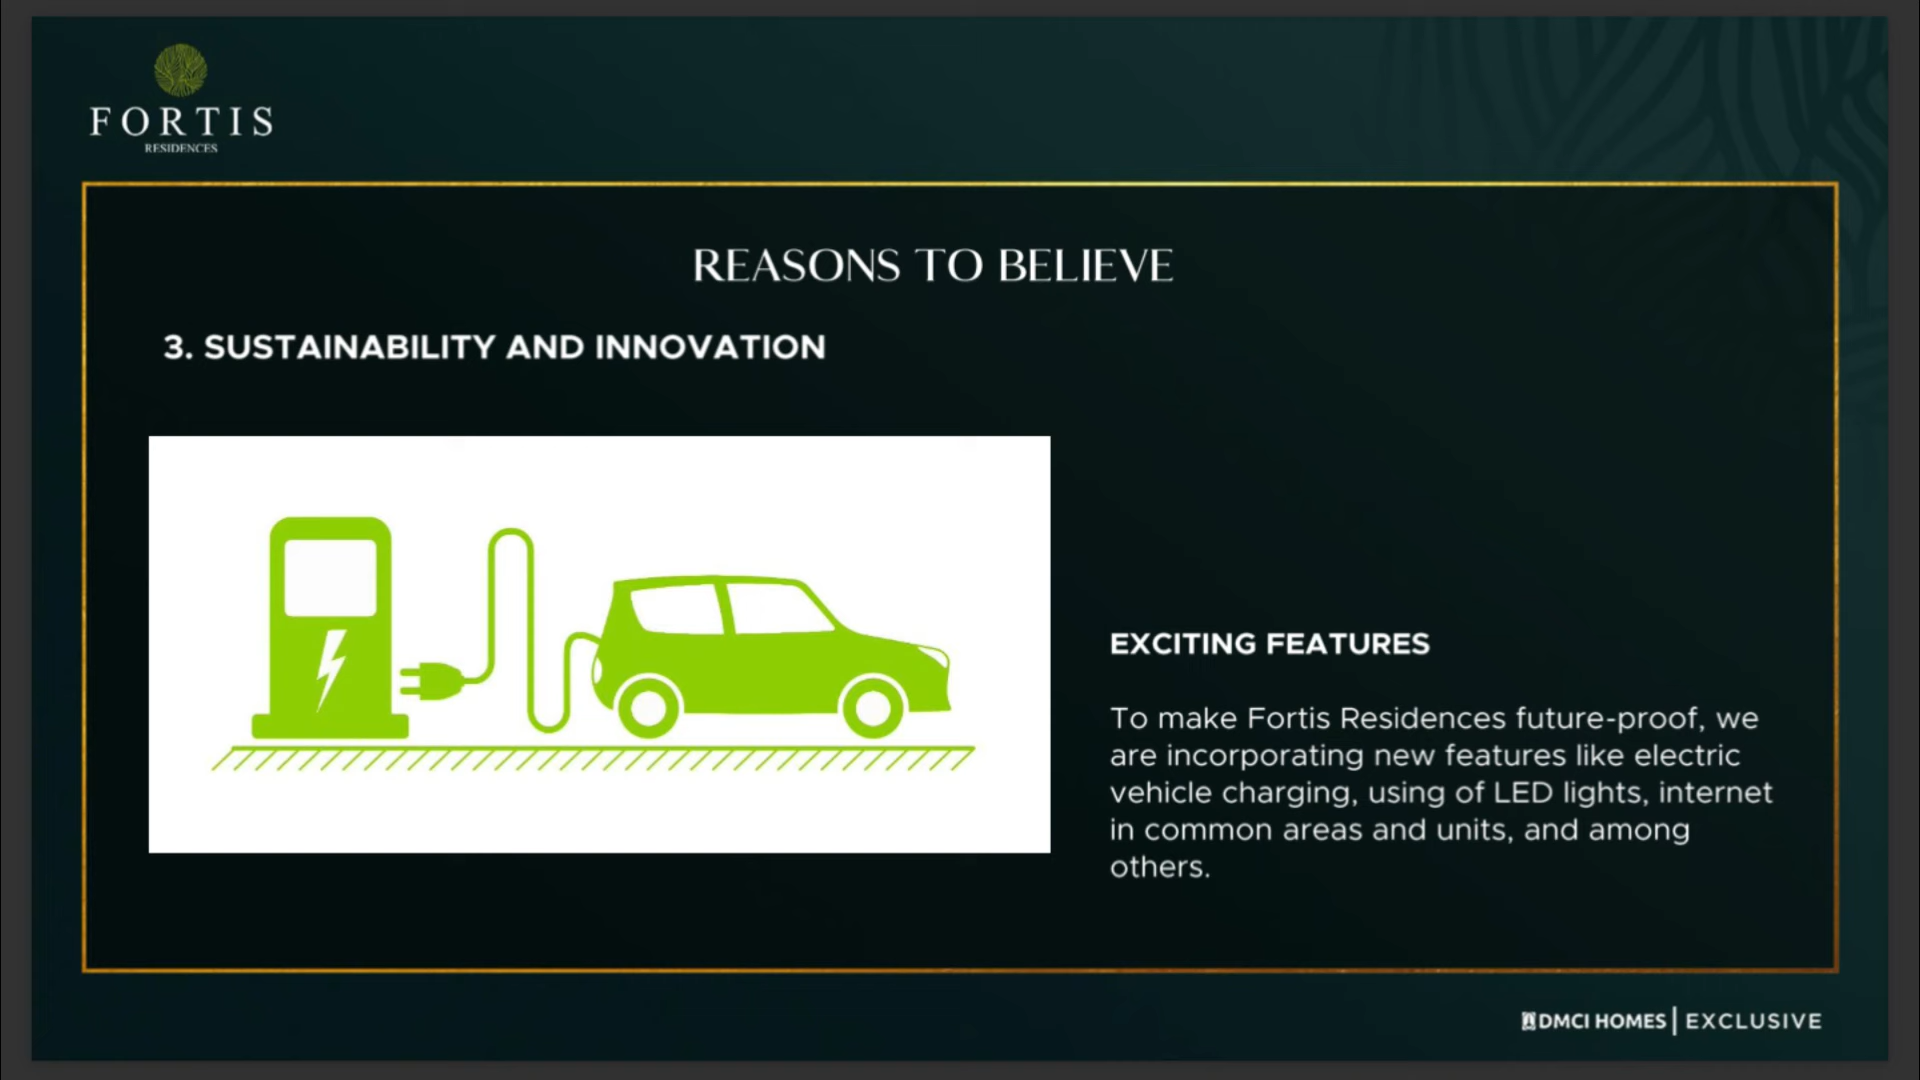 FORTIS
RESIDENCES
REASONS TO BELIEVE
3. SUSTAINABILITY AND INNOVATION
EXCITING FEATURES
To make Fortis Residences future-proof, we
are incorporating new features like electric
vehicle charging, using of LED lights, internet
in common areas and units, and among
others.
DMCI HOMES | EXCLUSIVE